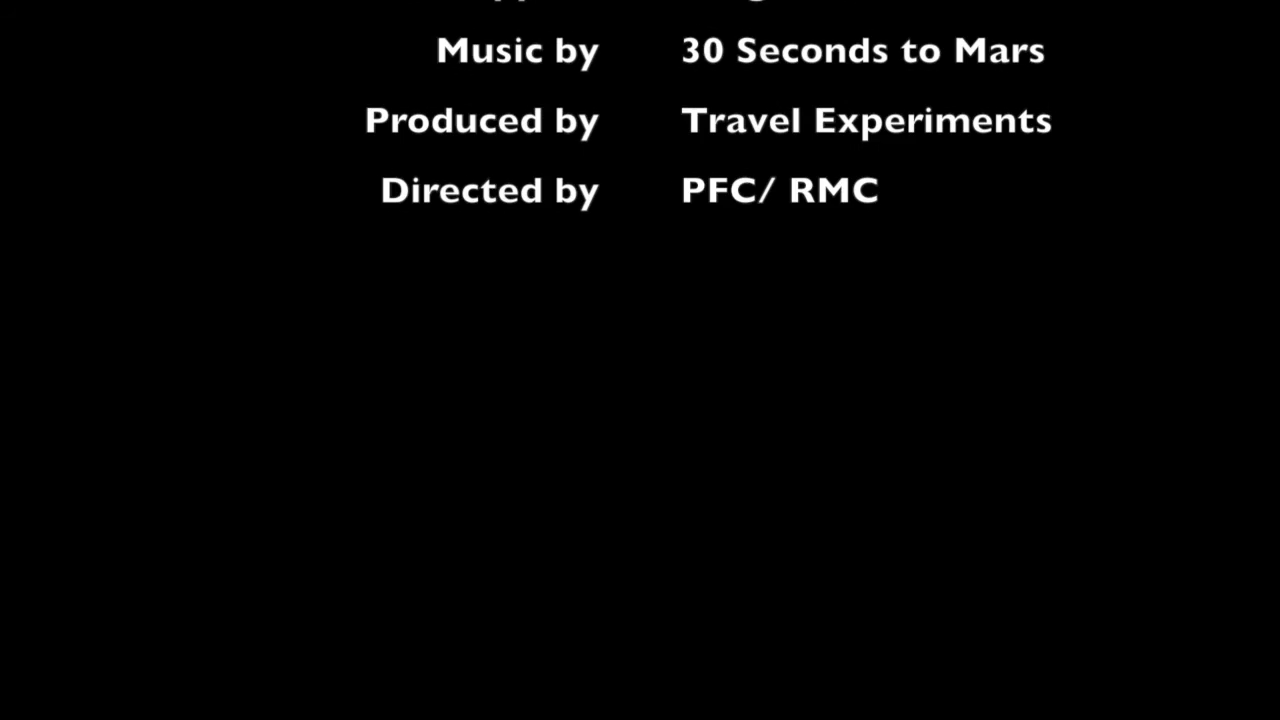 Music by 30 Seconds to Mars
Produced by Travel Experiments
Directed by PFC/ RMC